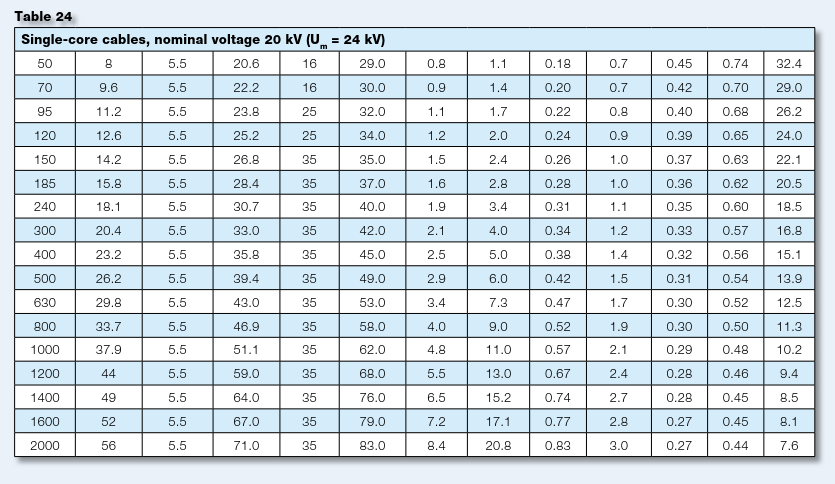 Table 24
Single-core cables, nominal voltage 20 kV (Um = 24 kV)
50 8 5.5 20.6 16 29.0 0.8 1.1 0.18 0.7 0.45 0.74 32.4
70 9.6 5.5 22.2 16 30.0 0.9 1.4 0.20 0.7 0.42 0.70 29.0
95 11.2 5.5 23.8 25 32.0 1.1 1.7 0.22 0.8 0.40 0.68 26.2
120 12.6 5.5 25.2 25 34.0 1.2 2.0 0.24 0.9 0.39 0.65 24.0
150 14.2 5.5 26.8 35 35.0 1.5 2.4 0.26 1.0 0.37 0.63 22.1
185 15.8 5.5 28.4 35 37.0 1.6 2.8 0.28 1.0 0.36 0.62 20.5
240 18.1 5.5 30.7 35 40.0 1.9 3.4 0.31 1.1 0.35 0.60 18.5
300 20.4 5.5 33.0 35 42.0 2.1 4.0 0.34 1.2 0.33 0.57 16.8
400 23.2 5.5 35.8 35 45.0 2.5 5.0 0.38 1.4 0.32 0.56 15.1
500 26.2 5.5 39.4 35 49.0 2.9 6.0 0.42 1.5 0.31 0.54 13.9
630 29.8 5.5 43.0 35 53.0 3.4 7.3 0.47 1.7 0.30 0.52 12.5
800 33.7 5.5 46.9 35 58.0 4.0 9.0 0.52 1.9 0.30 0.50 11.3
1000 37.9 5.5 51.1 35 62.0 4.8 11.0 0.57 2.1 0.29 0.48 10.2
1200 44 5.5 59.0 35 68.0 5.5 13.0 0.67 2.4 0.28 0.46 9.4
1400 49 5.5 64.0 35 76.0 6.5 15.2 0.74 2.7 0.28 0.45 8.5
1600 52 5.5 67.0 35 79.0 7.2 17.1 0.77 2.8 0.27 0.45 8.1
2000 56 5.5 71.0 35 83.0 8.4 20.8 0.83 3.0 0.27 0.44 7.6